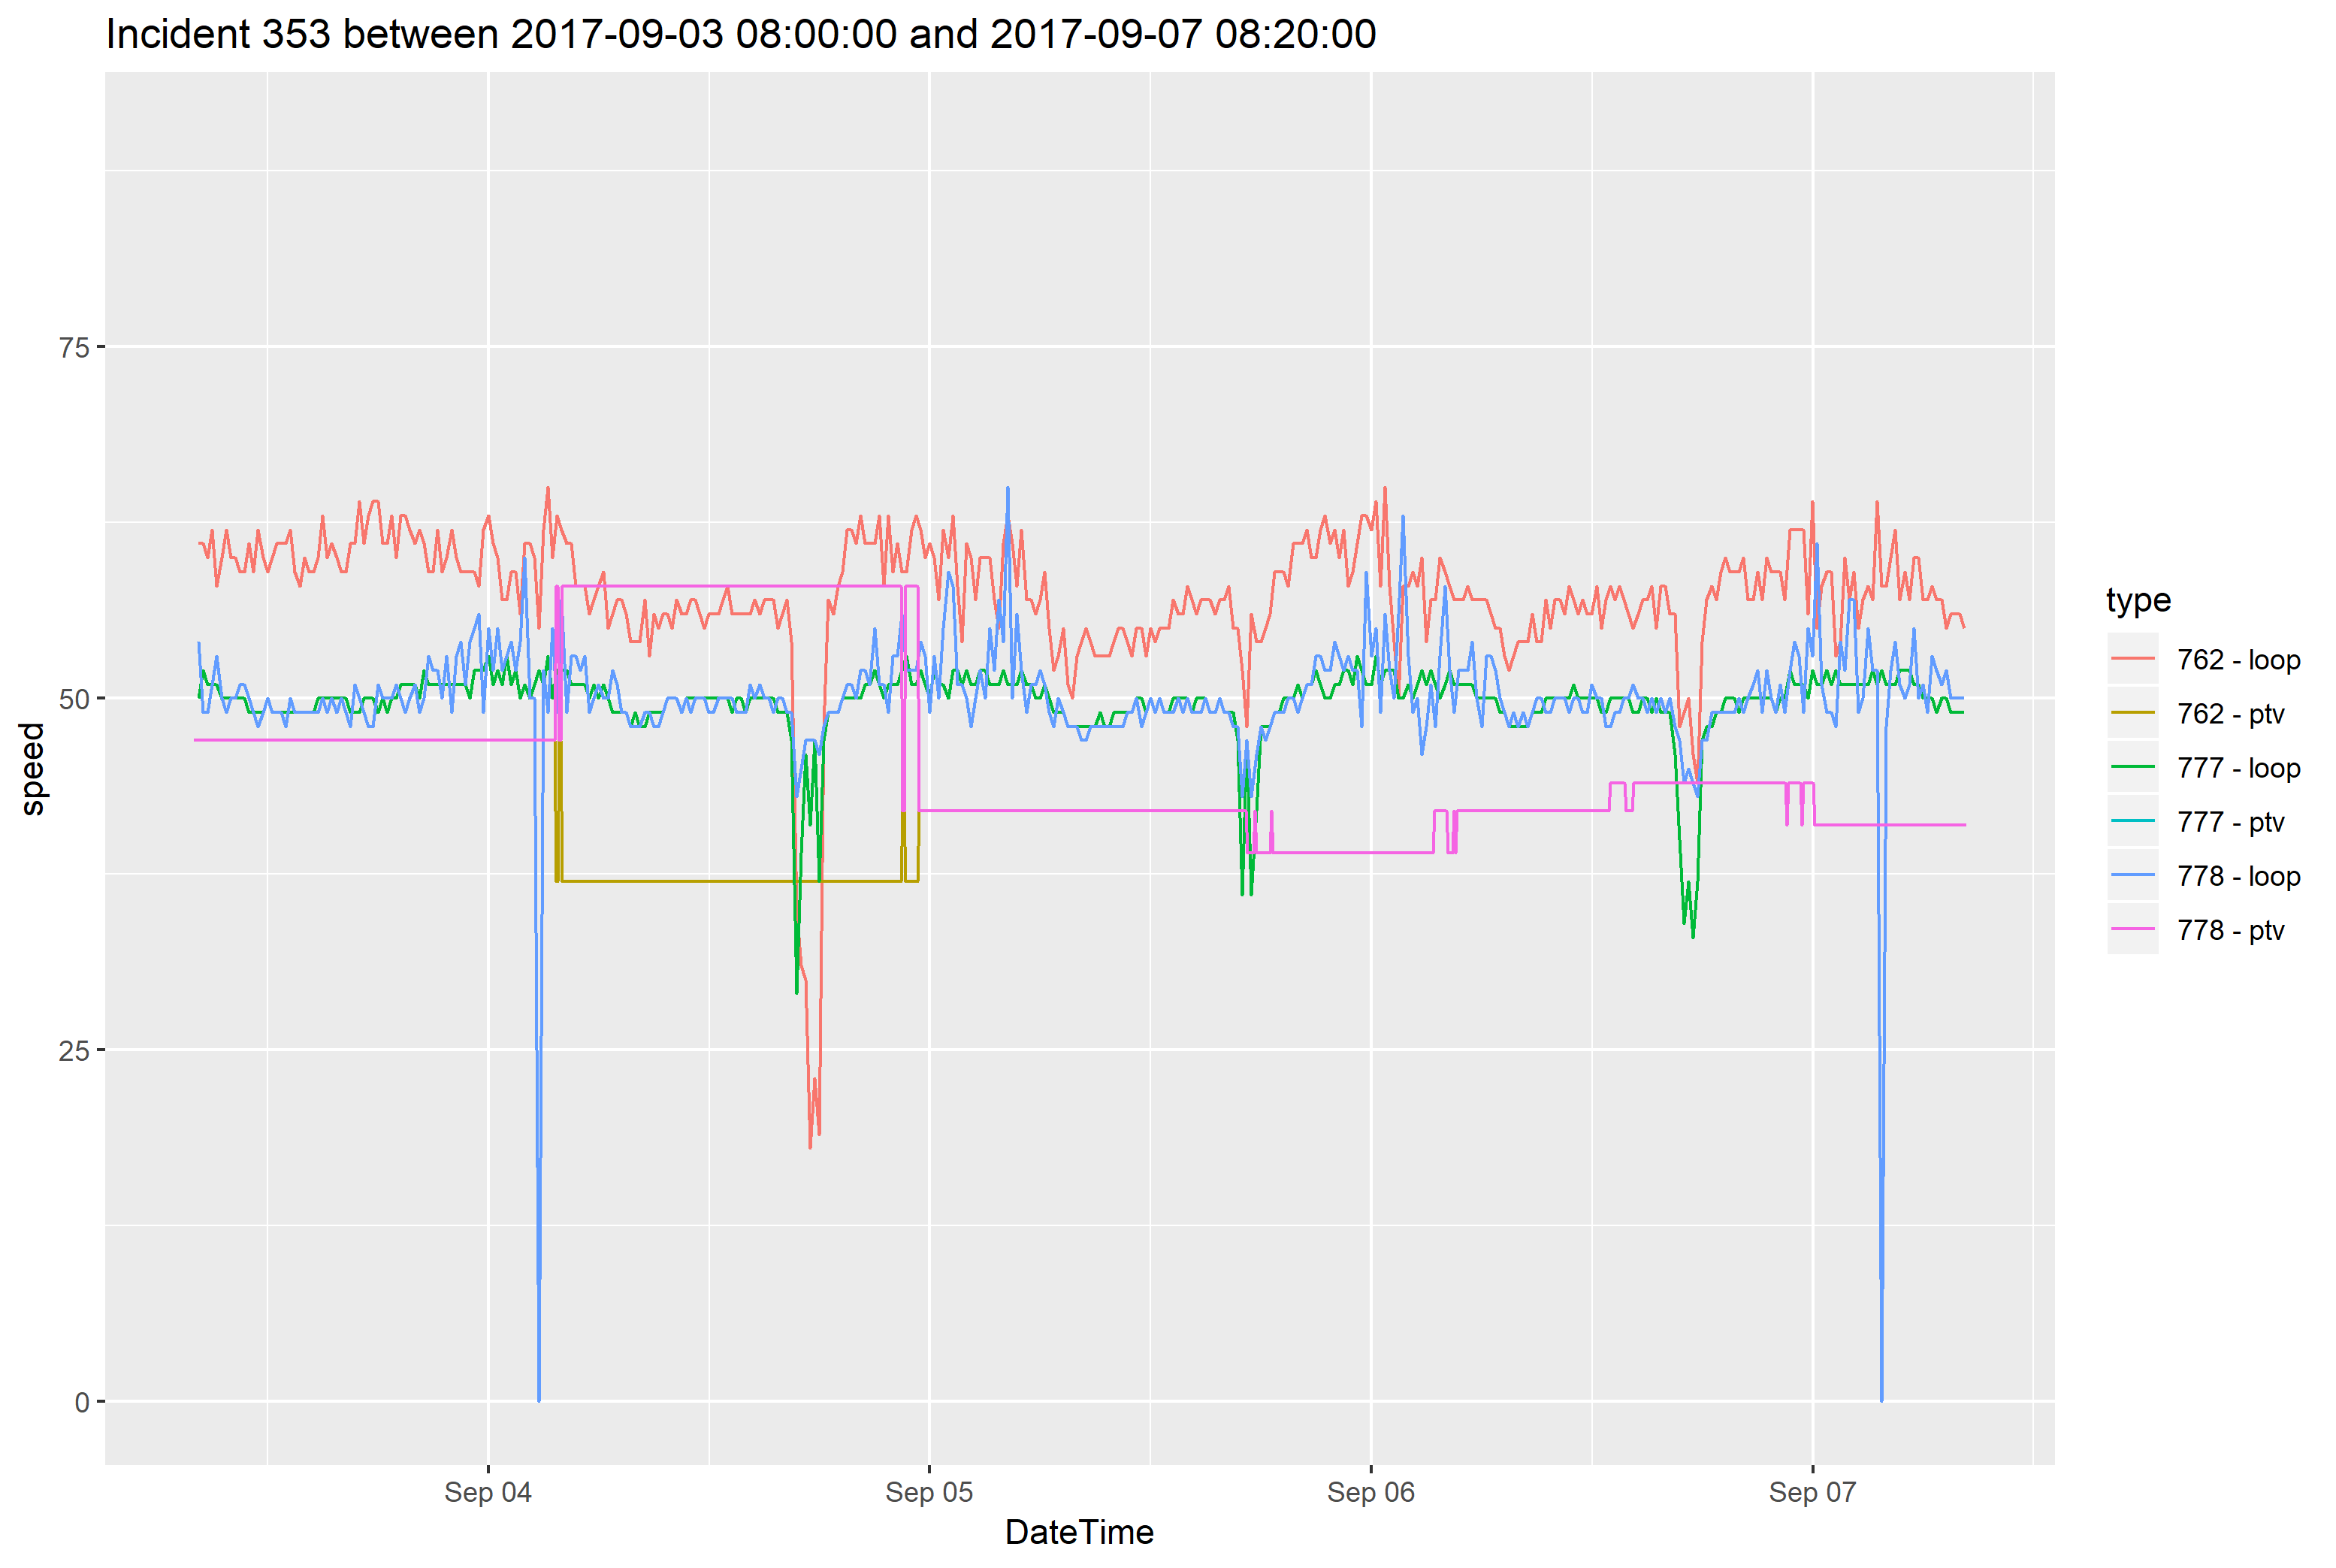 Incident 353 between 2017-09-03 08:00:00 and 2017-09-07 08:20:00
75
50
25
0
speed
Sep 04
Sep 05
Sep 06
Sep 07
DateTime
type
762 - loop
762 - ptv
777 - loop
777 - ptv
778 - loop
778 - ptv